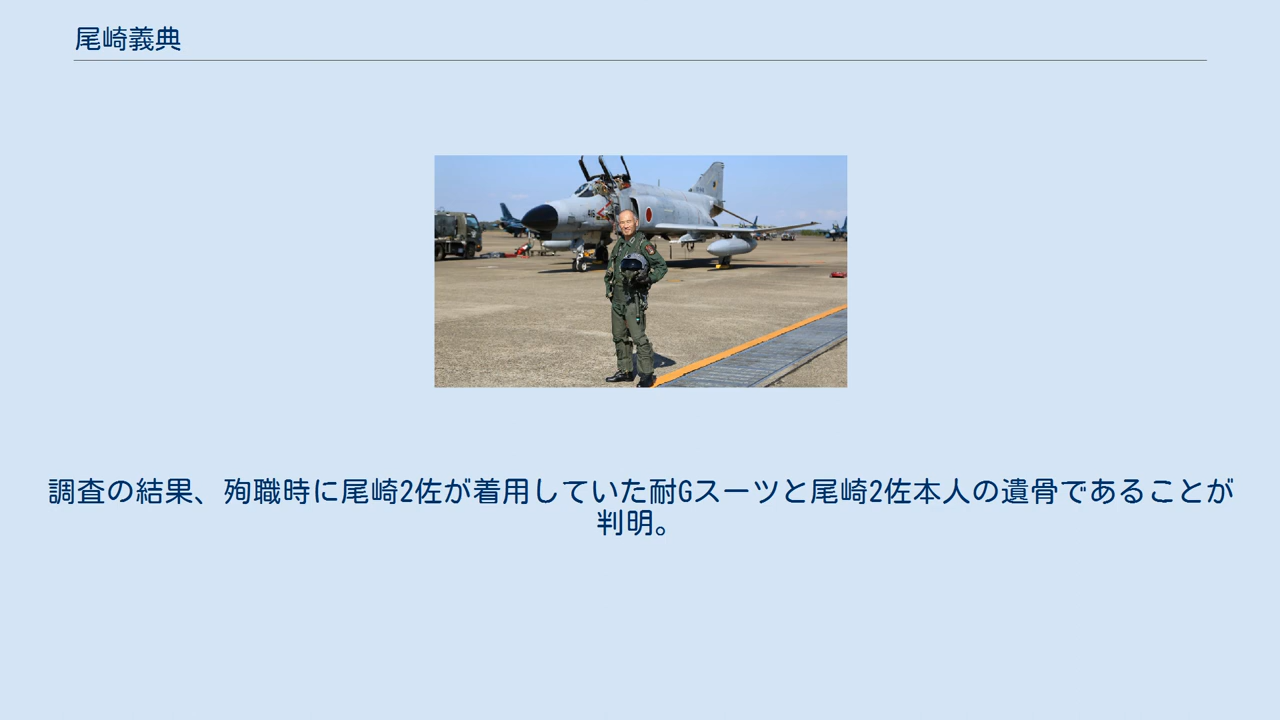 尾崎義典
調査の結果、殉職時に尾崎2佐が着用していた耐Gスーツと尾崎2佐本人の遺骨であることが
判明。